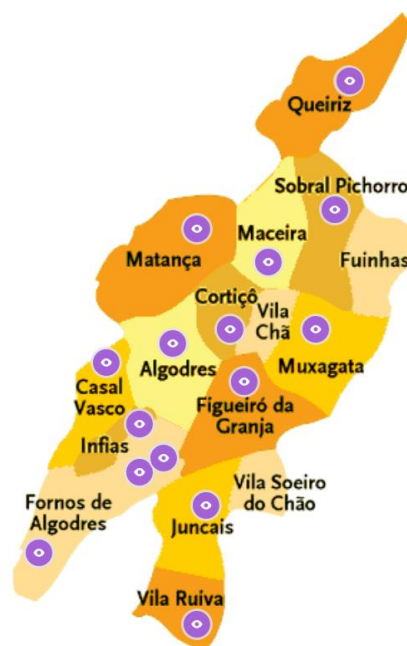 Queiriz
Sobral Pichorro
Maceira
Fuinhas
Matança
Cortiçô
Vila
Chã
Algodres
Muxagata
Casal
Vasco
Figueiró da
Granja
Infias
Vila Soeiro
do Chão
Fornos de
Algodres
Juncais
Vila Ruiva